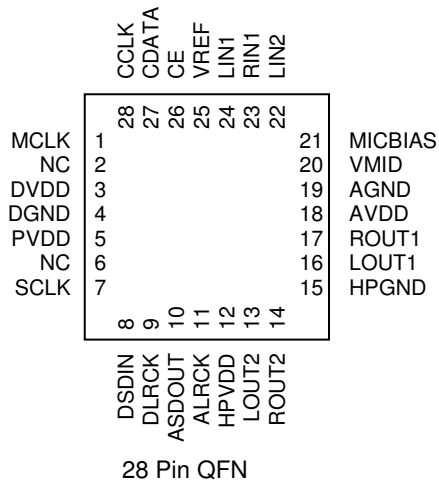 CCLK CDATA CE VREF LIN1 RIN1 LIN2
28 27 26 25 24 23 22
MCLK 1 21 MICBIAS
NC 2 20 VMID
DVDD 3 19 AGND
DGND 4 18 AVDD
PVDD 5 17 ROUT1
NC 6 16 LOUT1
SCLK 7 15 HPGND
8 9 10 11 12 13 14
DSDIN DLRCK ASDOUT ALRCK HPVDD LOUT2 ROUT2
28 Pin QFN